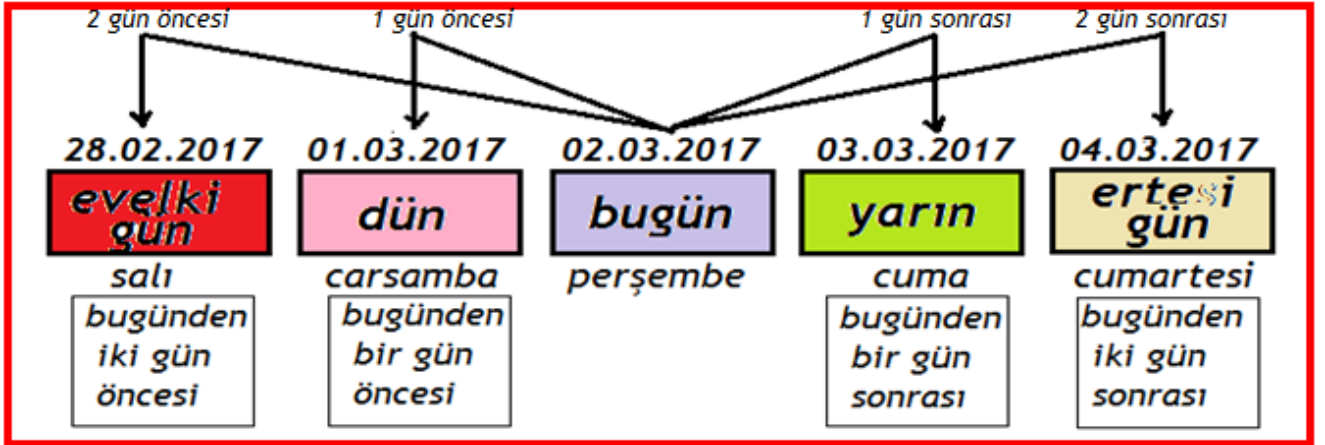 2 gün öncesi 1 gün öncesi 1 gün sonrası 2 gün sonrası
28.02.2017 01.03.2017 02.03.2017 03.03.2017 04.03.2017
evelki gün dün bugün yarın ertesi gün
salı carsamba perşembe cuma cumartesi
bugünden iki gün öncesi
bugünden bir gün öncesi
bugünden bir gün sonrası
bugünden iki gün sonrası